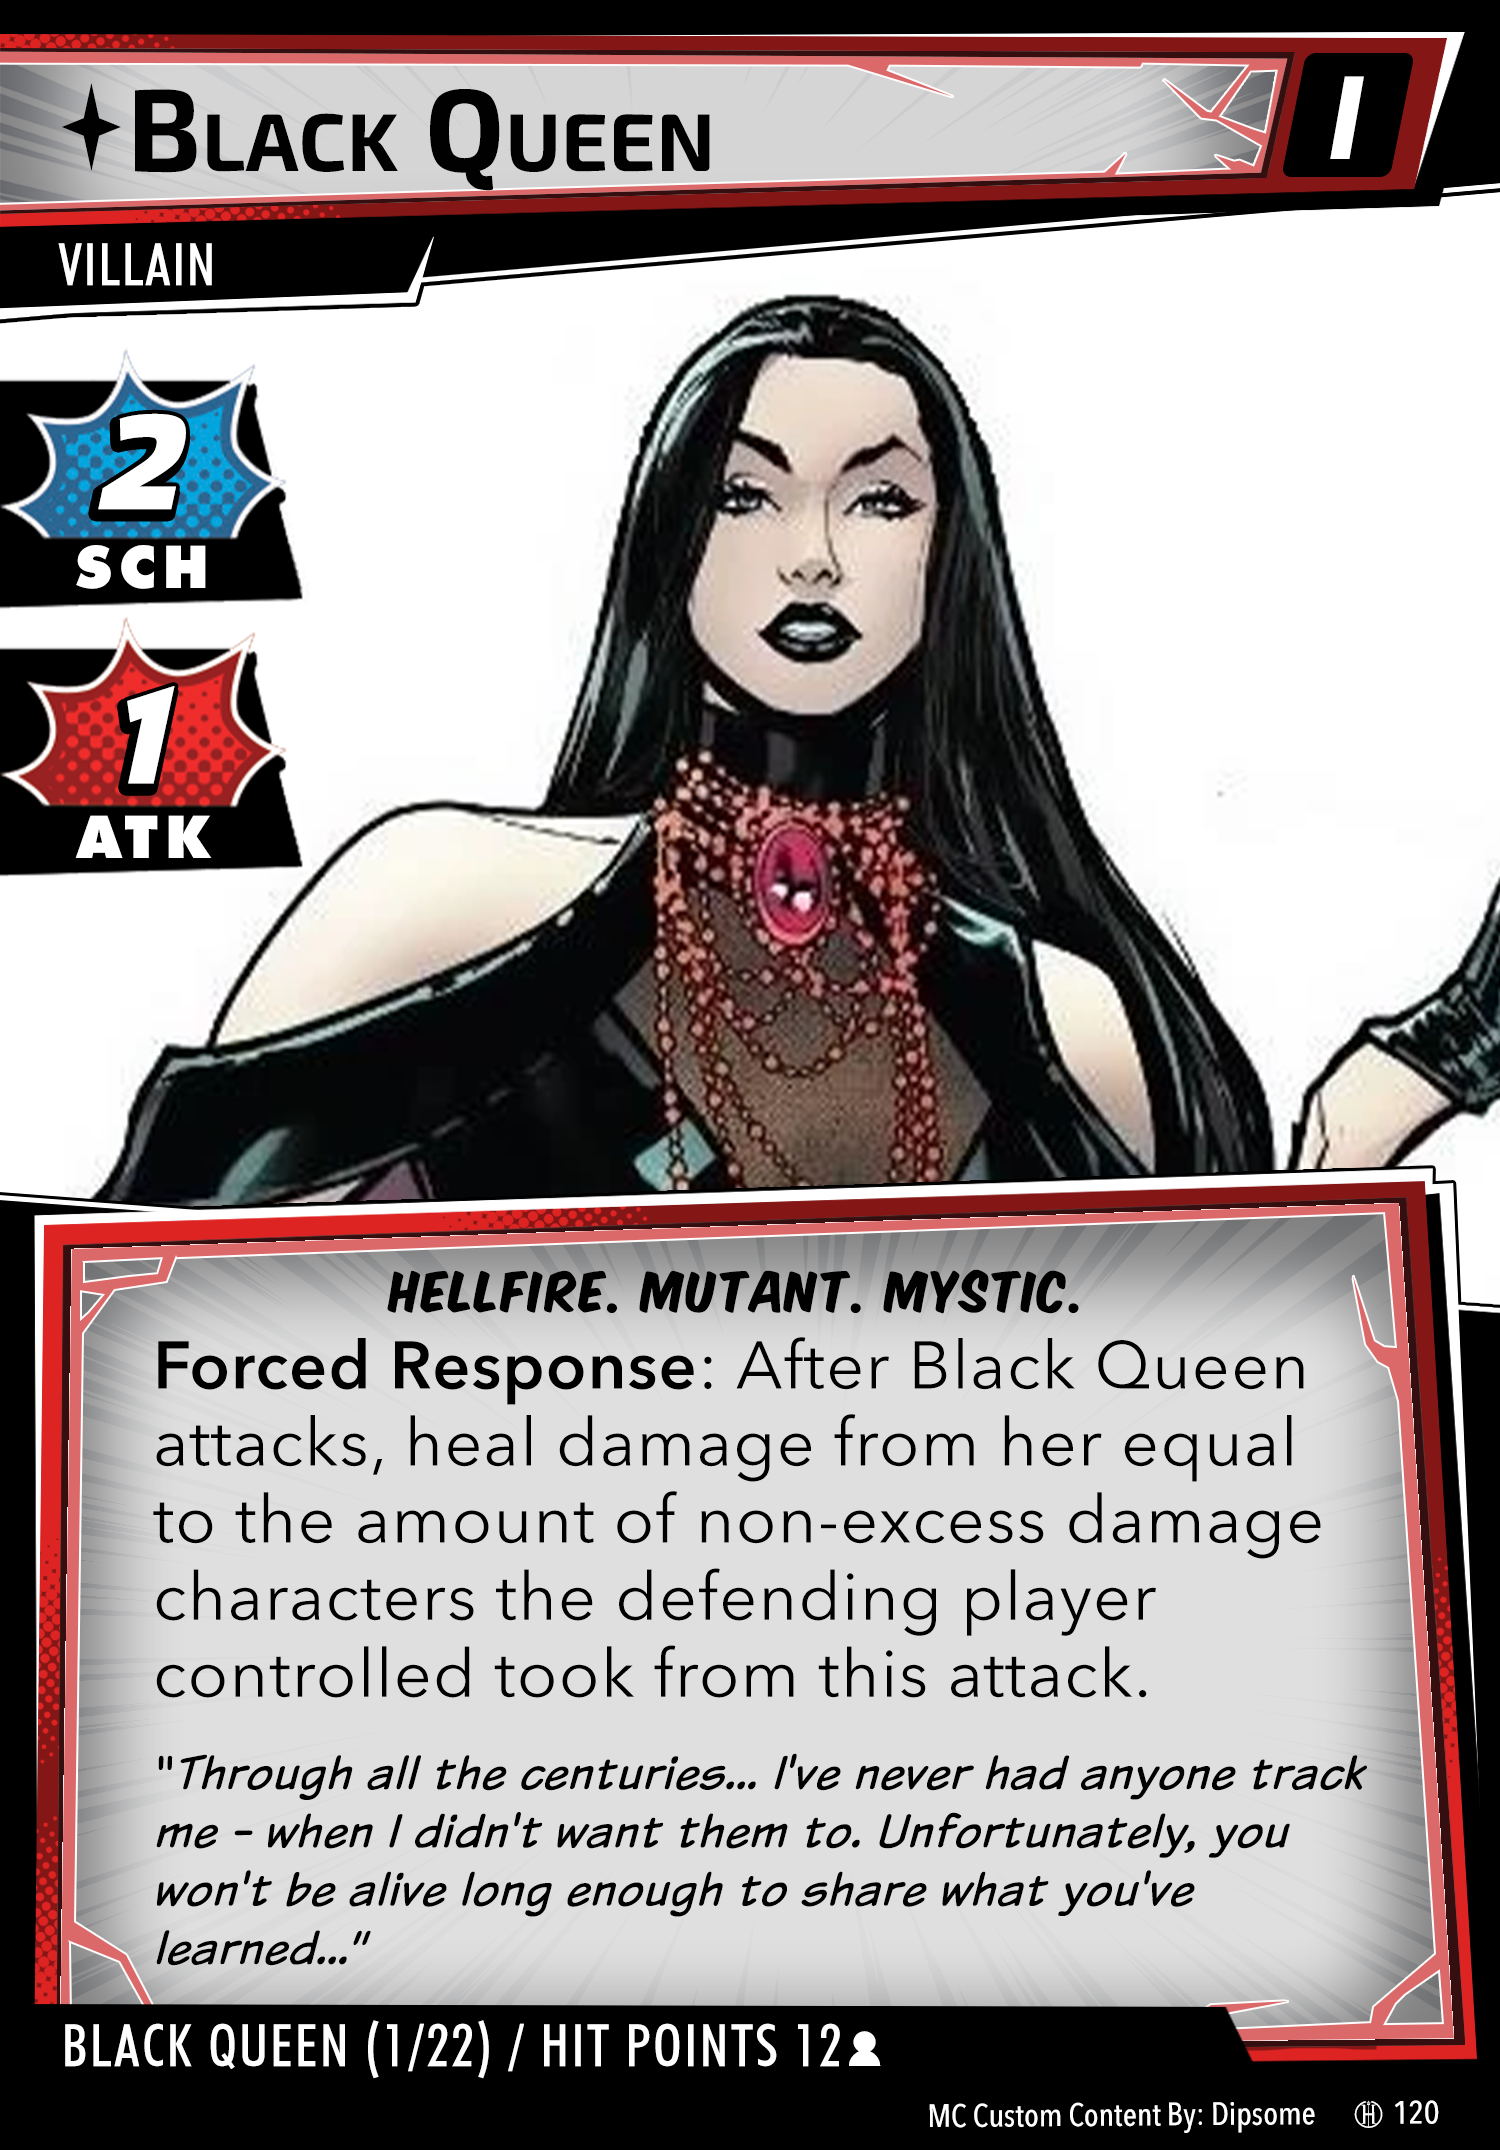 BLACK QUEEN
I
VILLAIN
2
SCH
1
ATK
HELLFIRE. MUTANT. MYSTIC.
Forced Response: After Black Queen
attacks, heal damage from her equal
to the amount of non-excess damage
characters the defending player
controlled took from this attack.
"Through all the centuries... I've never had anyone track
me - when I didn't want them to. Unfortunately, you
won't be alive long enough to share what you've
learned..."
BLACK QUEEN (1/22) / HIT POINTS 12
MC Custom Content By: Dipsome 120